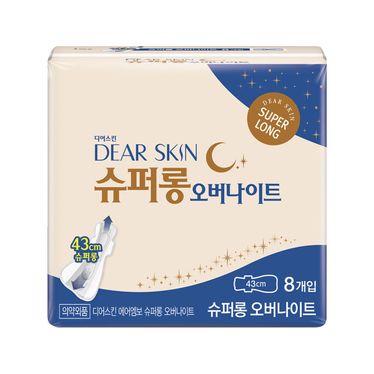 DEAR SKIN
SUPER
LONG
디어스킨
DEAR SKIN
슈퍼롱
오버나이트
43cm
슈퍼롱
43cm
8개입
의약외품 디어스킨 에어엠보 슈퍼롱 오버나이트
슈퍼롱 오버나이트